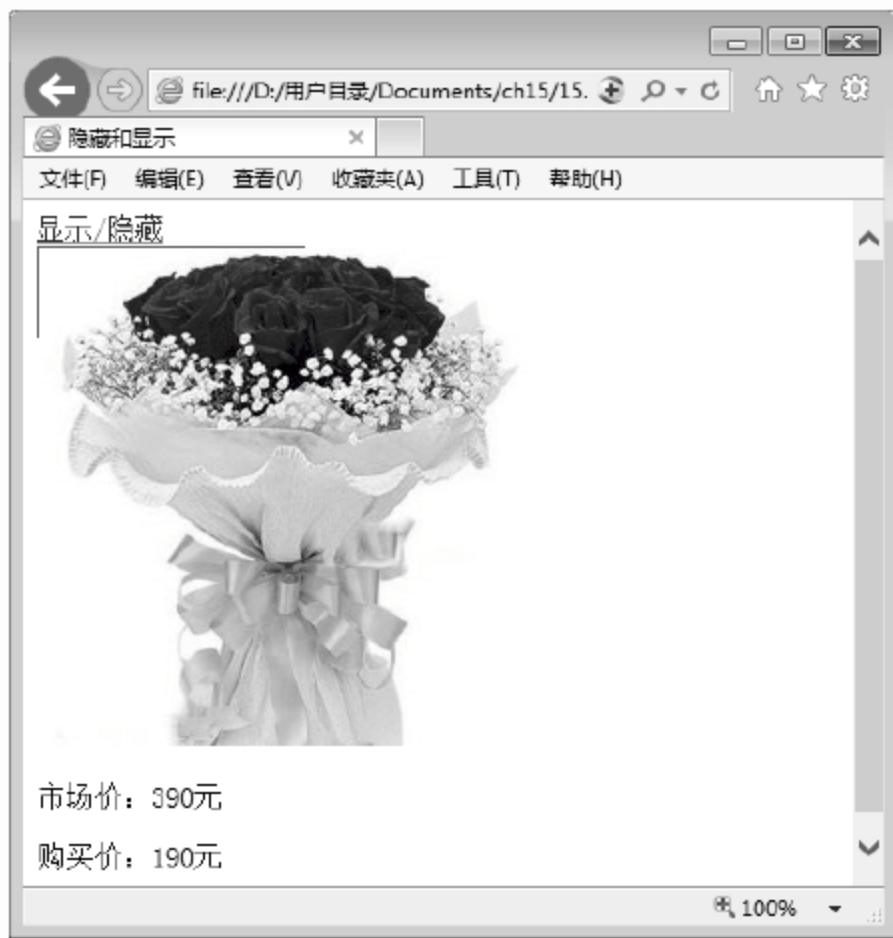 file:///D:/用户目录/Documents/ch15/15.
隐藏和显示
文件(F) 编辑(E) 查看(V) 收藏夹(A) 工具(T) 帮助(H)
显示/隐藏
市场价：390元
购买价：190元
100%